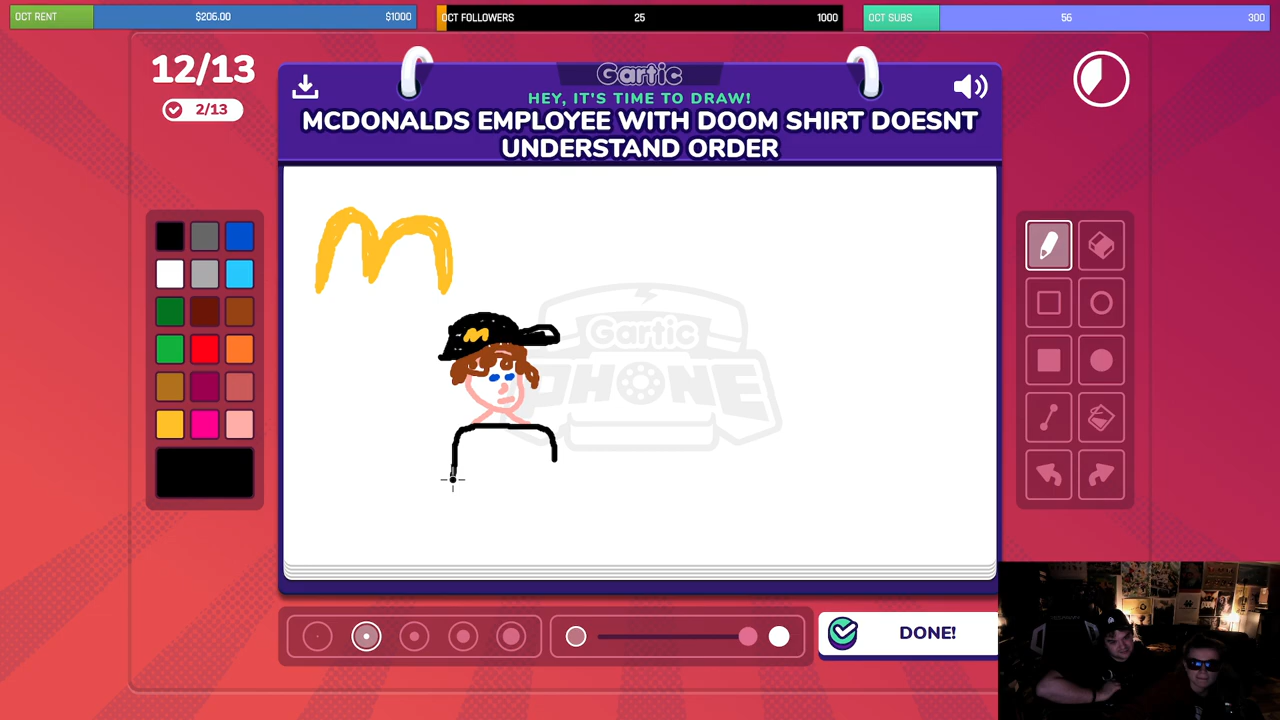 OCT RENT $206.00 $1000
OCT FOLLOWERS 25 1000
OCT SUBS 56 300
12/13
2/13
Gartic
HEY, IT'S TIME TO DRAW!
MCDONALDS EMPLOYEE WITH DOOM SHIRT DOESNT
UNDERSTAND ORDER
M
M
Gartic
PHONE
DONE!